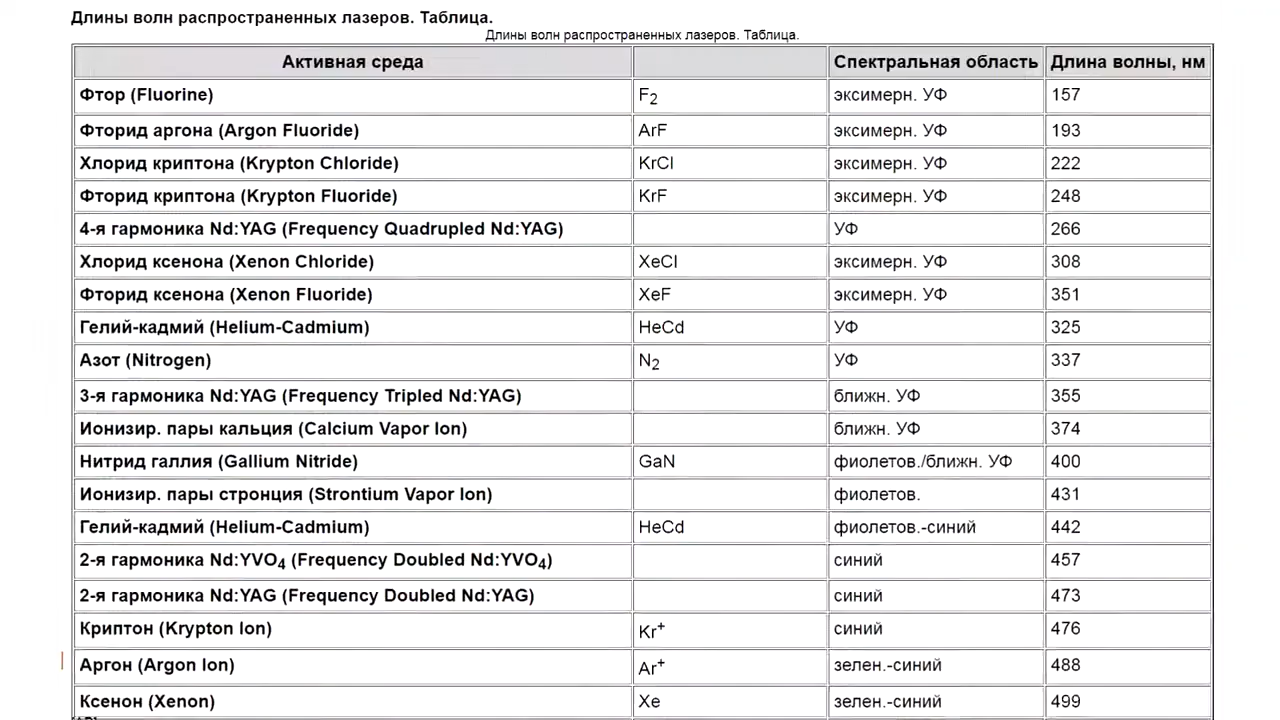 Длины волн распространенных лазеров. Таблица.
Длины волн распространенных лазеров. Таблица.
Активная среда Спектральная область Длина волны, нм
Фтор (Fluorine) F2 эксимерн. УФ 157
Фторид аргона (Argon Fluoride) ArF эксимерн. УФ 193
Хлорид криптона (Krypton Chloride) KrCl эксимерн. УФ 222
Фторид криптона (Krypton Fluoride) KrF эксимерн. УФ 248
4-я гармоника Nd:YAG (Frequency Quadrupled Nd:YAG) УФ 266
Хлорид ксенона (Xenon Chloride) XeCl эксимерн. УФ 308
Фторид ксенона (Xenon Fluoride) XeF эксимерн. УФ 351
Гелий-кадмий (Helium-Cadmium) HeCd УФ 325
Азот (Nitrogen) N2 УФ 337
3-я гармоника Nd:YAG (Frequency Tripled Nd:YAG) ближн. УФ 355
Ионизир. пары кальция (Calcium Vapor Ion) ближн. УФ 374
Нитрид галлия (Gallium Nitride) GaN фиолетов./ближн. УФ 400
Ионизир. пары стронция (Strontium Vapor Ion) фиолетов. 431
Гелий-кадмий (Helium-Cadmium) HeCd фиолетов.-синий 442
2-я гармоника Nd:YVO4 (Frequency Doubled Nd:YVO4) синий 457
2-я гармоника Nd:YAG (Frequency Doubled Nd:YAG) синий 473
Криптон (Krypton Ion) Kr+ синий 476
Аргон (Argon Ion) Ar+ зелен.-синий 488
Ксенон (Xenon) Xe зелен.-синий 499